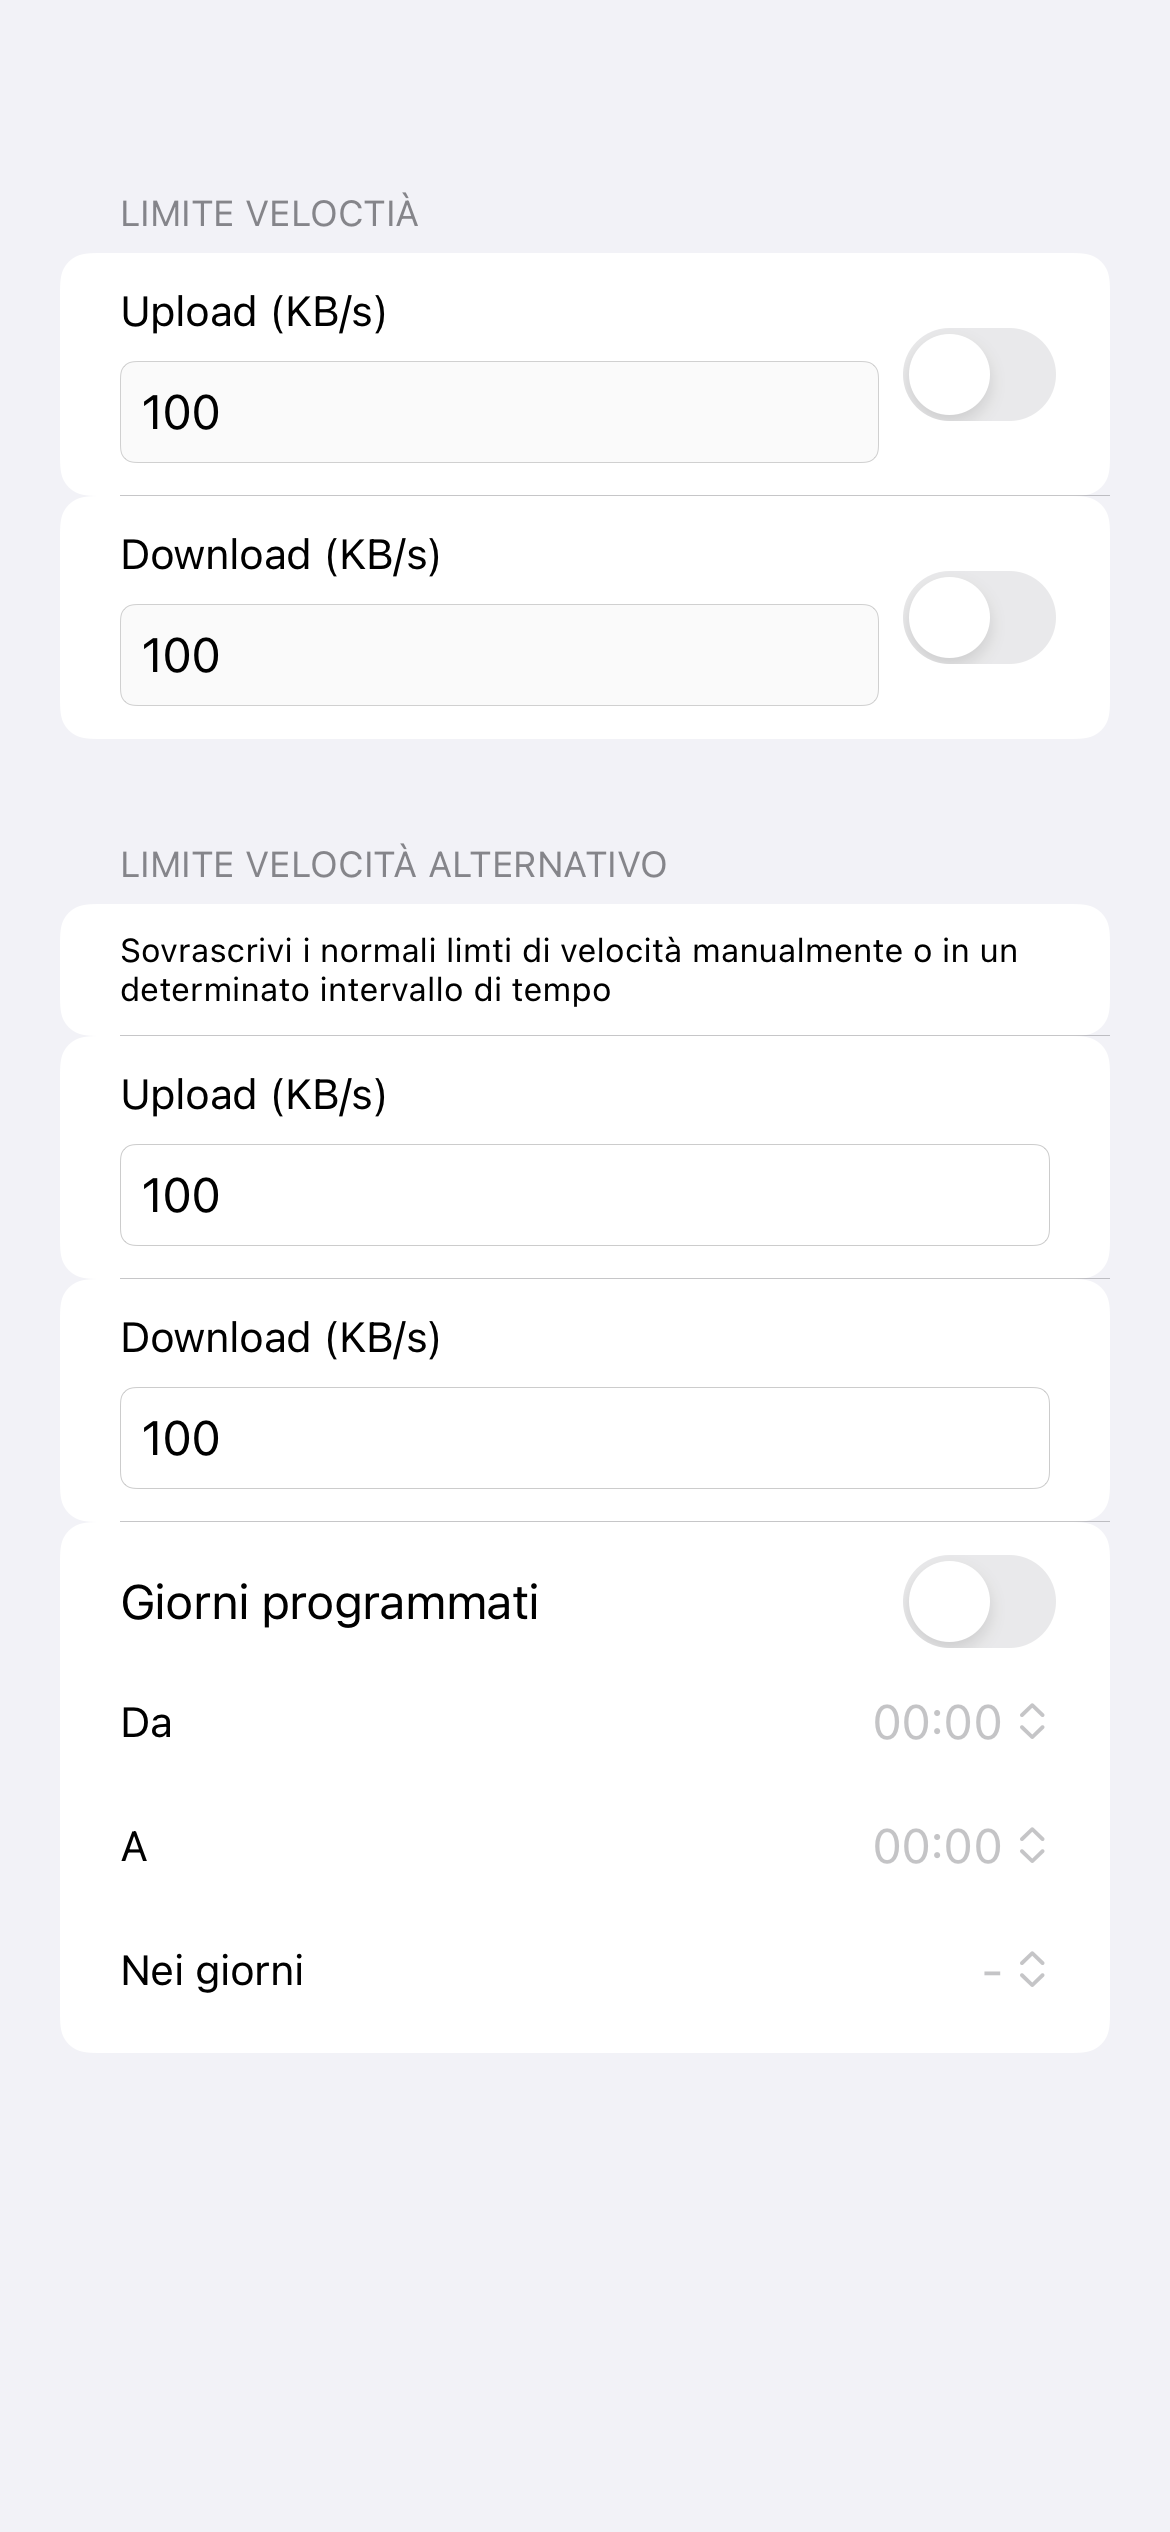 LIMITE VELOCTIÀ
Upload (KB/s)
100
Download (KB/s)
100
LIMITE VELOCITÀ ALTERNATIVO
Sovrascrivi i normali limti di velocità manualmente o in un
determinato intervallo di tempo
Upload (KB/s)
100
Download (KB/s)
100
Giorni programmati
Da 00:00
A 00:00
Nei giorni -